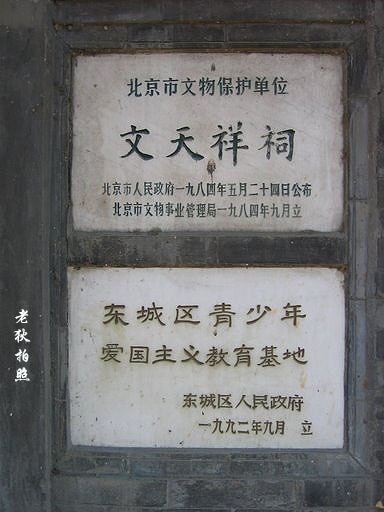 北京市文物保护单位
文天祥祠
北京市人民政府一九八四年五月二十四日公布
北京市文物事业管理局一九八四年九月立
东城区青少年
爱国主义教育基地
东城区人民政府
一九九二年九月 立
老狄拍照